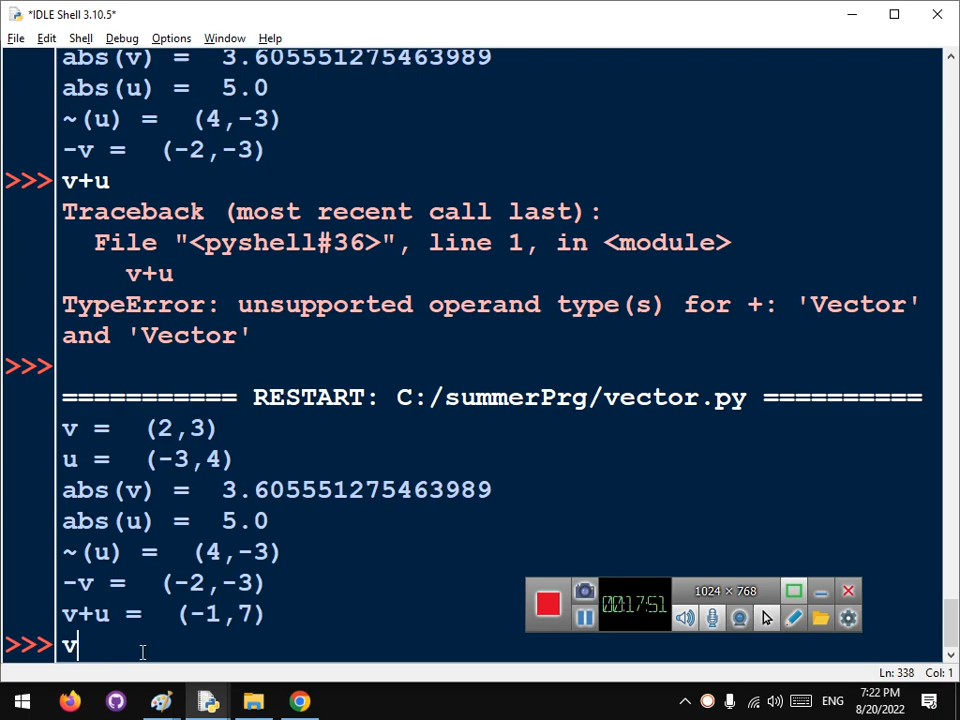 *IDLE Shell 3.10.5*
File Edit Shell Debug Options Window Help
abs(v) = 3.605551275463989
abs(u) = 5.0
~(u) = (4,-3)
-v = (-2,-3)
>>> v+u
Traceback (most recent call last):
File "<pyshell#36>", line 1, in <module>
v+u
TypeError: unsupported operand type(s) for +: 'Vector'
and 'Vector'
>>>
=========== RESTART: C:/summerPrg/vector.py ==========
v = (2,3)
u = (-3,4)
abs(v) = 3.605551275463989
abs(u) = 5.0
~(u) = (4,-3)
-v = (-2,-3)
v+u = (-1,7)
>>> v
00:17:51
1024 × 768
Ln: 338 Col: 1
ENG
7:22 PM
8/20/2022